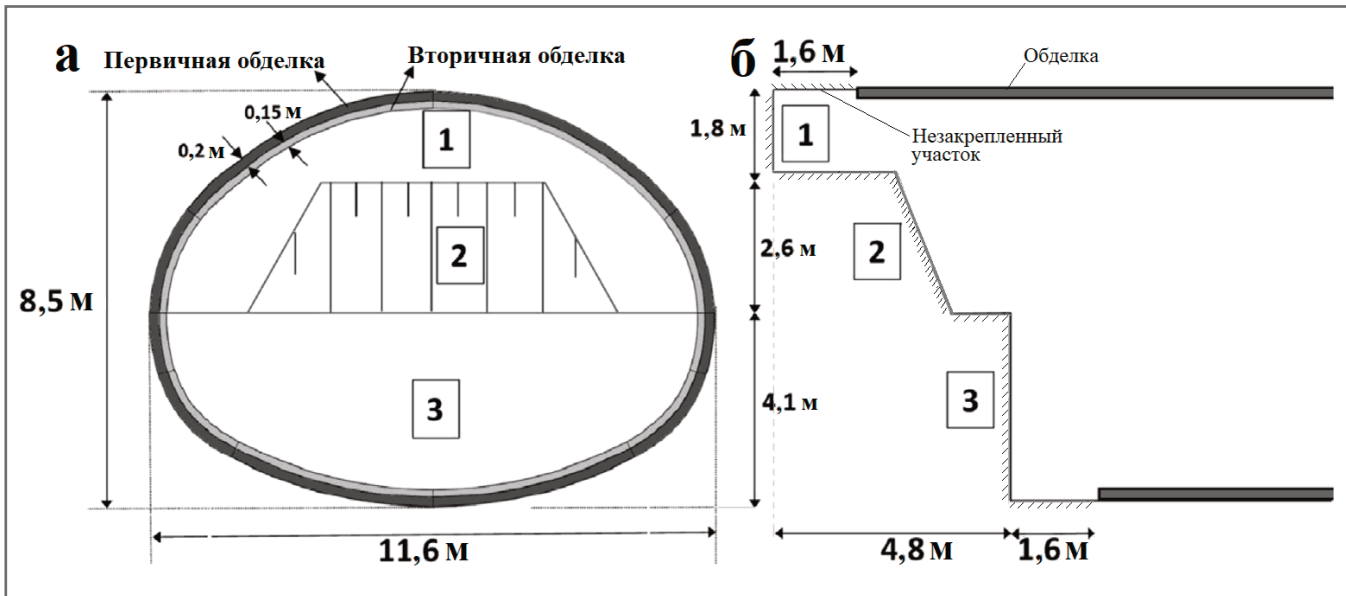 а
Первичная обделка
Вторичная обделка
0,15 м
0,2 м
1
2
3
8,5 м
11,6 м
б
1,6 м
Обделка
Незакрепленный
участок
1,8 м
1
2,6 м
2
4,1 м
3
4,8 м
1,6 м